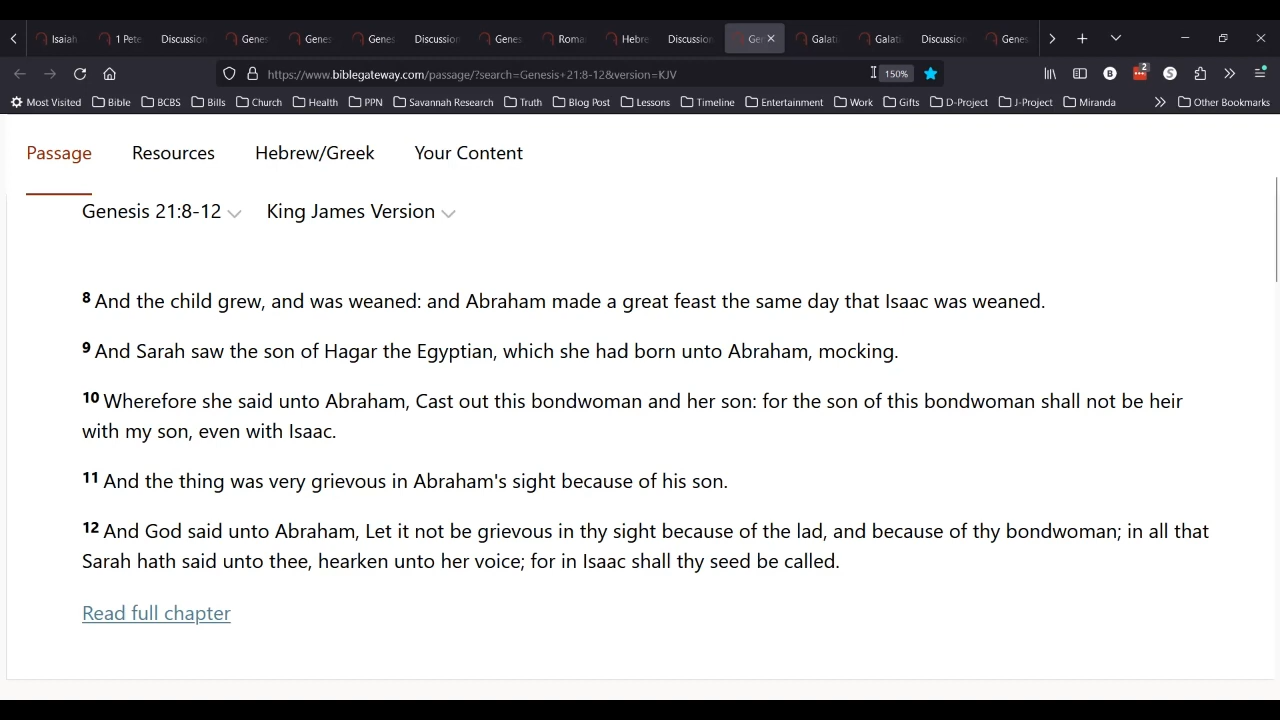 Isaiah
1 Pete
Discussion
Genes
Genes
Genes
Discussion
Genes
Roma
Hebre
Discussion
Gen
Galati
Galati
Discussion
Genes
https://www.biblegateway.com/passage/?search=Genesis+21:8-12&version=KJV
150%
B
2
S
Most Visited
Bible
BCBS
Bills
Church
Health
PPN
Savannah Research
Truth
Blog Post
Lessons
Timeline
Entertainment
Work
Gifts
D-Project
J-Project
Miranda
Other Bookmarks
Passage
Resources
Hebrew/Greek
Your Content
Genesis 21:8-12
King James Version
8 And the child grew, and was weaned: and Abraham made a great feast the same day that Isaac was weaned.
9 And Sarah saw the son of Hagar the Egyptian, which she had born unto Abraham, mocking.
10 Wherefore she said unto Abraham, Cast out this bondwoman and her son: for the son of this bondwoman shall not be heir
with my son, even with Isaac.
11 And the thing was very grievous in Abraham's sight because of his son.
12 And God said unto Abraham, Let it not be grievous in thy sight because of the lad, and because of thy bondwoman; in all that
Sarah hath said unto thee, hearken unto her voice; for in Isaac shall thy seed be called.
Read full chapter